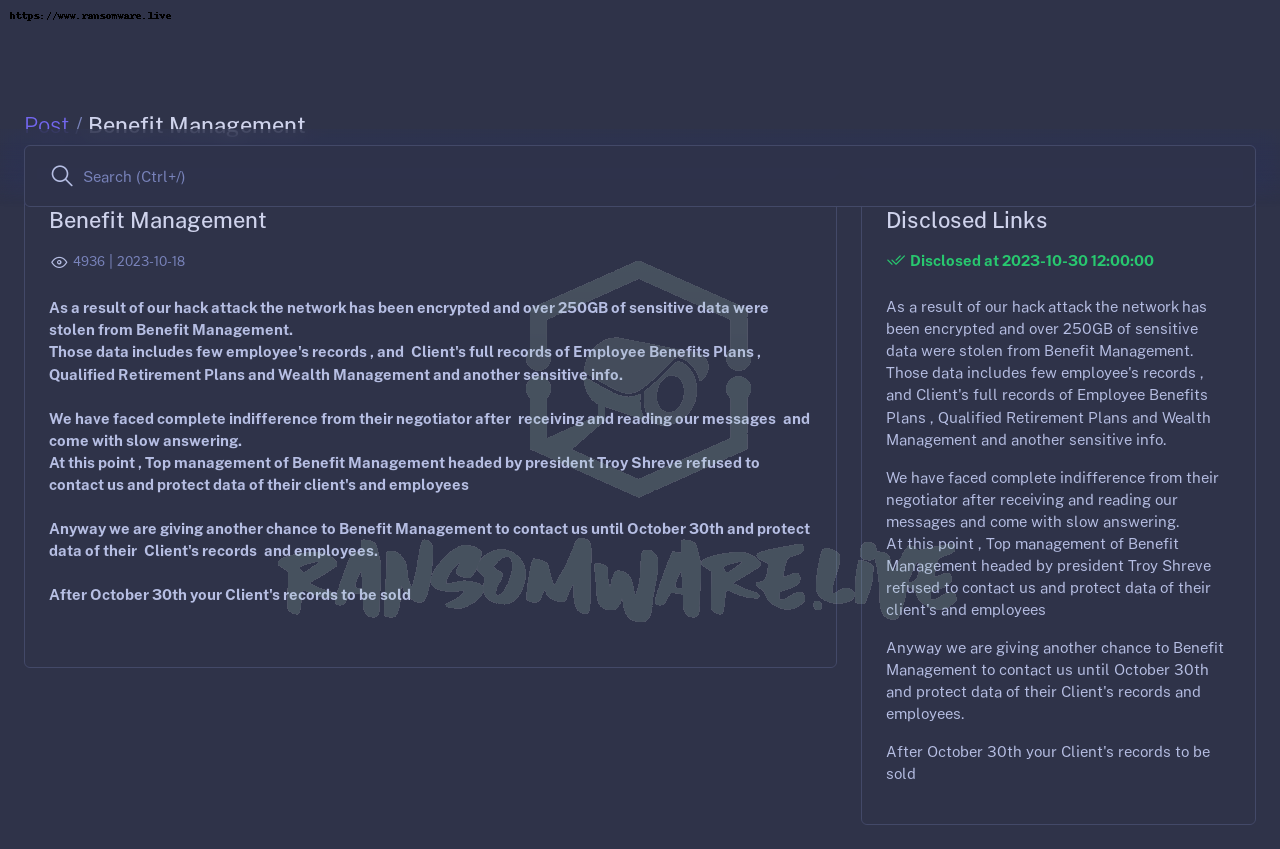 https://www.ransomware.live
Post / Benefit Management
Search (Ctrl+/)
Benefit Management
4936 | 2023-10-18
As a result of our hack attack the network has been encrypted and over 250GB of sensitive data were
stolen from Benefit Management.
Those data includes few employee's records , and Client's full records of Employee Benefits Plans ,
Qualified Retirement Plans and Wealth Management and another sensitive info.
We have faced complete indifference from their negotiator after receiving and reading our messages and
come with slow answering.
At this point , Top management of Benefit Management headed by president Troy Shreve refused to
contact us and protect data of their client's and employees
Anyway we are giving another chance to Benefit Management to contact us until October 30th and protect
data of their Client's records and employees.
After October 30th your Client's records to be sold
Disclosed Links
Disclosed at 2023-10-30 12:00:00
As a result of our hack attack the network has
been encrypted and over 250GB of sensitive
data were stolen from Benefit Management.
Those data includes few employee's records ,
and Client's full records of Employee Benefits
Plans , Qualified Retirement Plans and Wealth
Management and another sensitive info.
We have faced complete indifference from their
negotiator after receiving and reading our
messages and come with slow answering.
At this point , Top management of Benefit
Management headed by president Troy Shreve
refused to contact us and protect data of their
client's and employees
Anyway we are giving another chance to Benefit
Management to contact us until October 30th
and protect data of their Client's records and
employees.
After October 30th your Client's records to be
sold
RANSOMWARE.LIVE